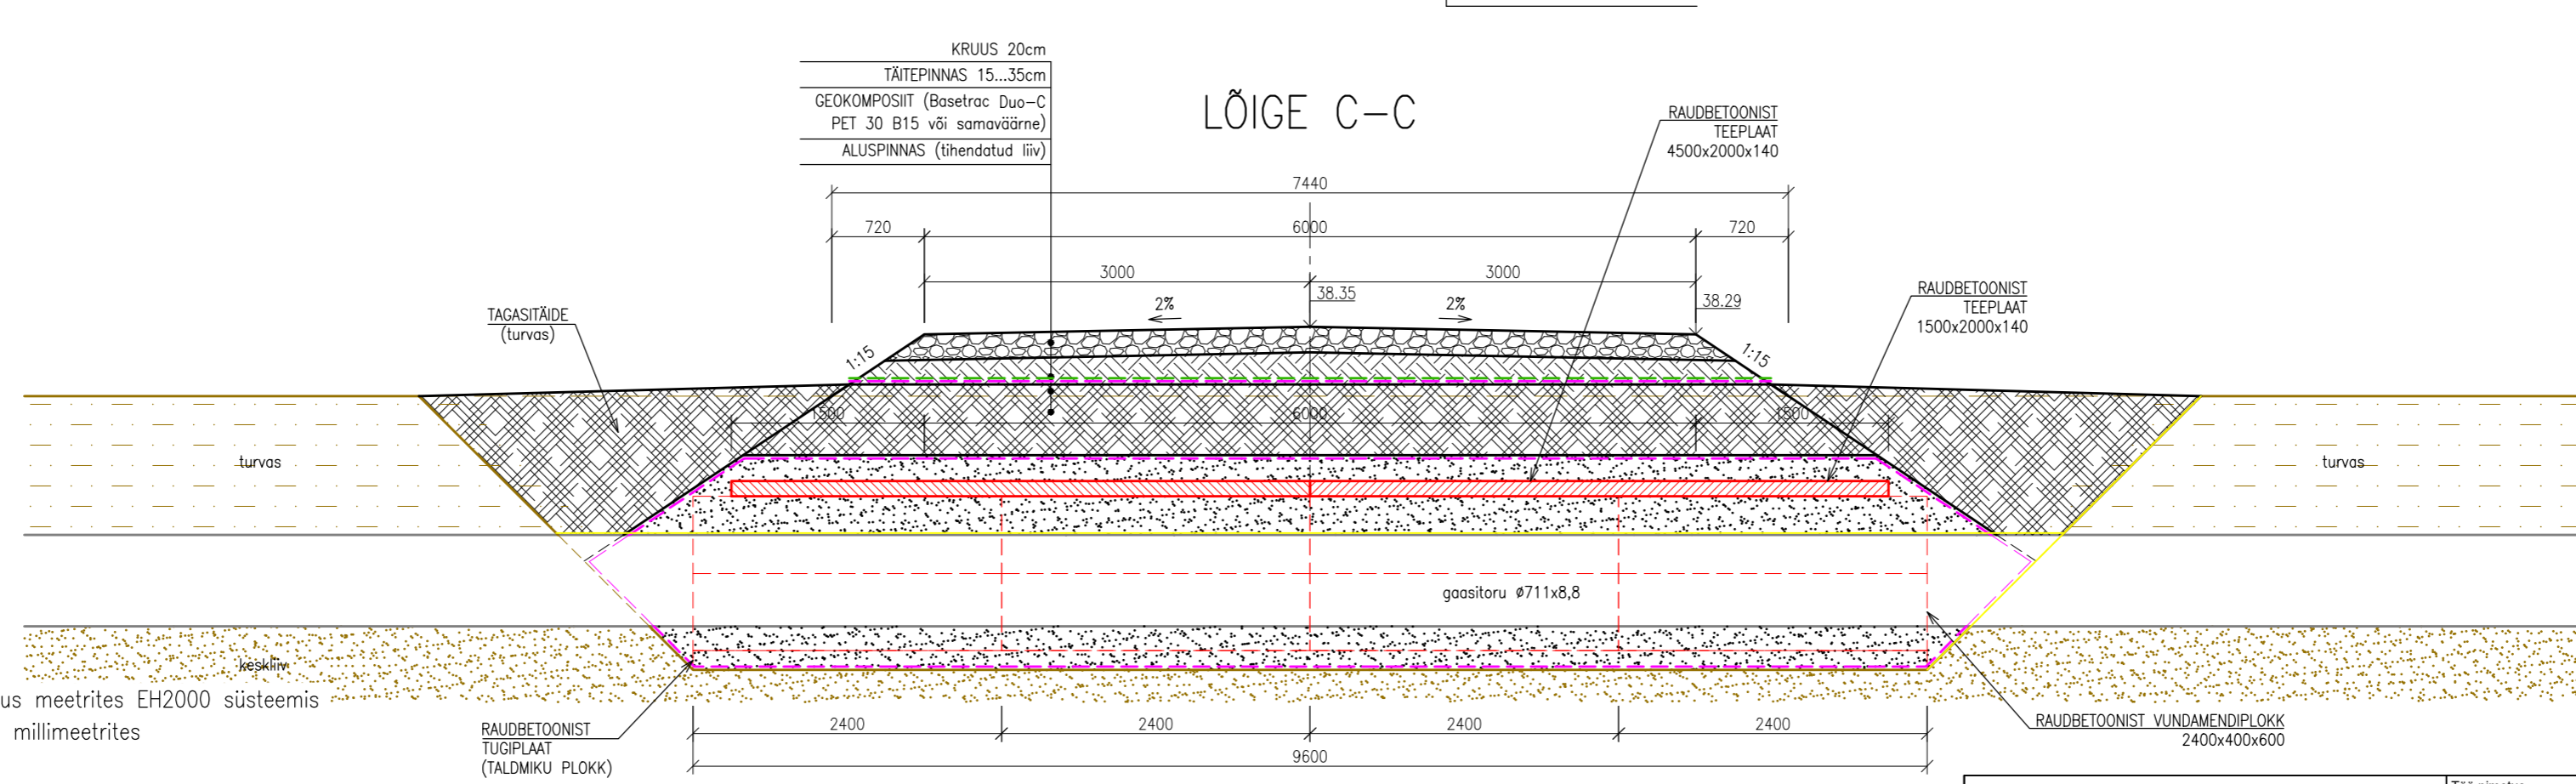 KRUUS 20cm
TÄITEPINNAS 15...35cm
GEOKOMPOSIIT (Basetrac Duo-C
PET 30 B15 või samaväärne)
ALUSPINNAS (tihendatud liiv)
LÕIGE C-C
RAUDBETOONIST
TEEPLAAT
4500x2000x140
7440
720
6000
720
3000
3000
38.35
38.29
2%
2%
RAUDBETOONIST
TEEPLAAT
1500x2000x140
TAGASITÄIDE
(turvas)
1:15
1:15
1500
6000
1500
turvas
turvas
gaasitoru ø711x8,8
keskliiv
us meetrites EH2000 süsteemis
millimeetrites
RAUDBETOONIST
TUGIPLAAT
(TALDMIKU PLOKK)
2400
2400
2400
2400
9600
RAUDBETOONIST VUNDAMENDIPLOKK
2400x400x600